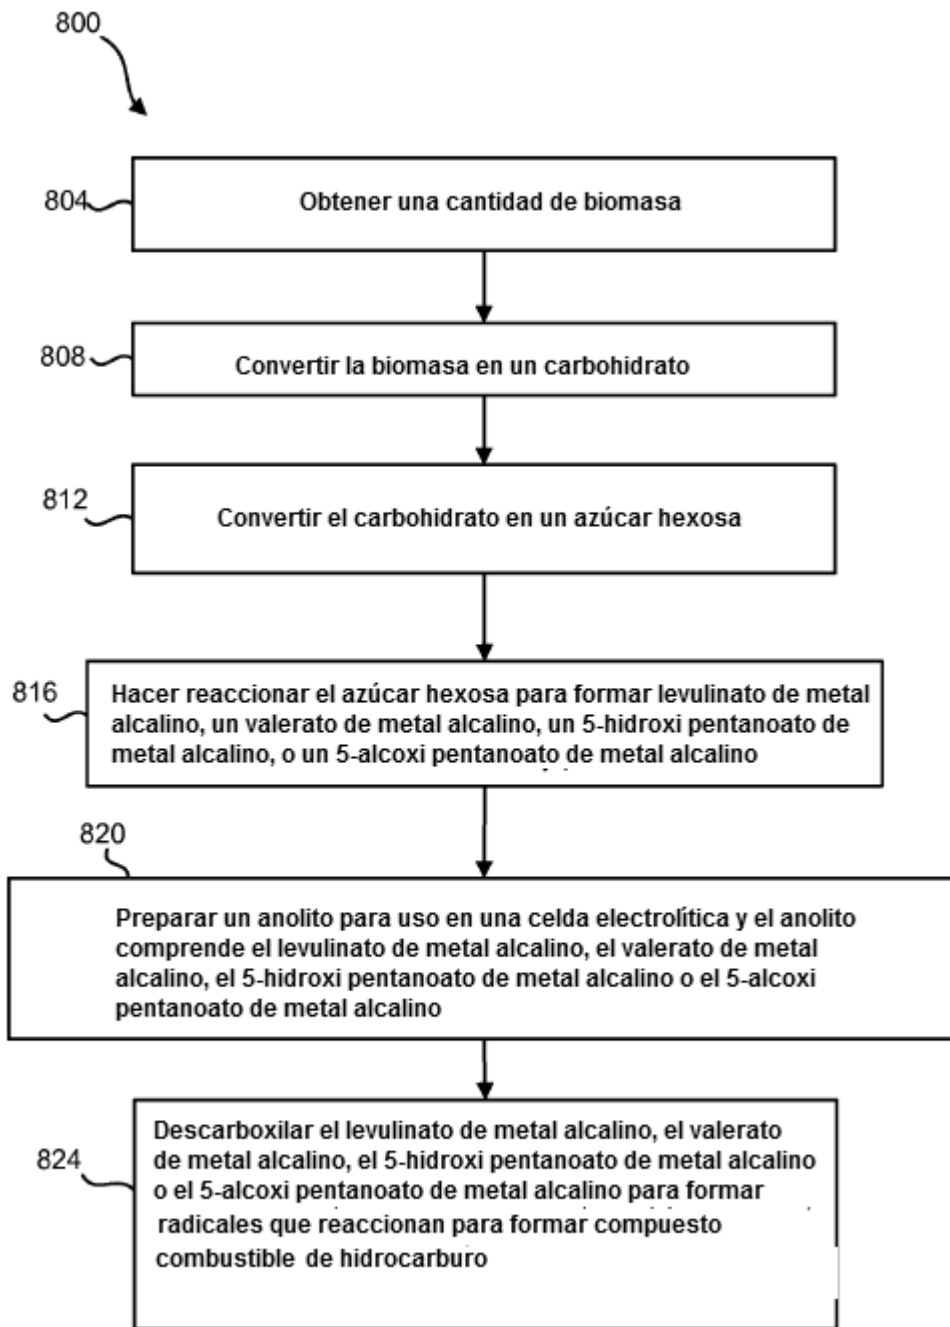 800
804
Obtener una cantidad de biomasa
808
Convertir la biomasa en un carbohidrato
812
Convertir el carbohidrato en un azúcar hexosa
816
Hacer reaccionar el azúcar hexosa para formar levulinato de metal
alcalino, un valerato de metal alcalino, un 5-hidroxi pentanoato de
metal alcalino, o un 5-alcoxi pentanoato de metal alcalino
820
Preparar un anolito para uso en una celda electrolítica y el anolito
comprende el levulinato de metal alcalino, el valerato de metal
alcalino, el 5-hidroxi pentanoato de metal alcalino o el 5-alcoxi
pentanoato de metal alcalino
824
Descarboxilar el levulinato de metal alcalino, el valerato
de metal alcalino, el 5-hidroxi pentanoato de metal alcalino
o el 5-alcoxi pentanoato de metal alcalino para formar
radicales que reaccionan para formar compuesto
combustible de hidrocarburo